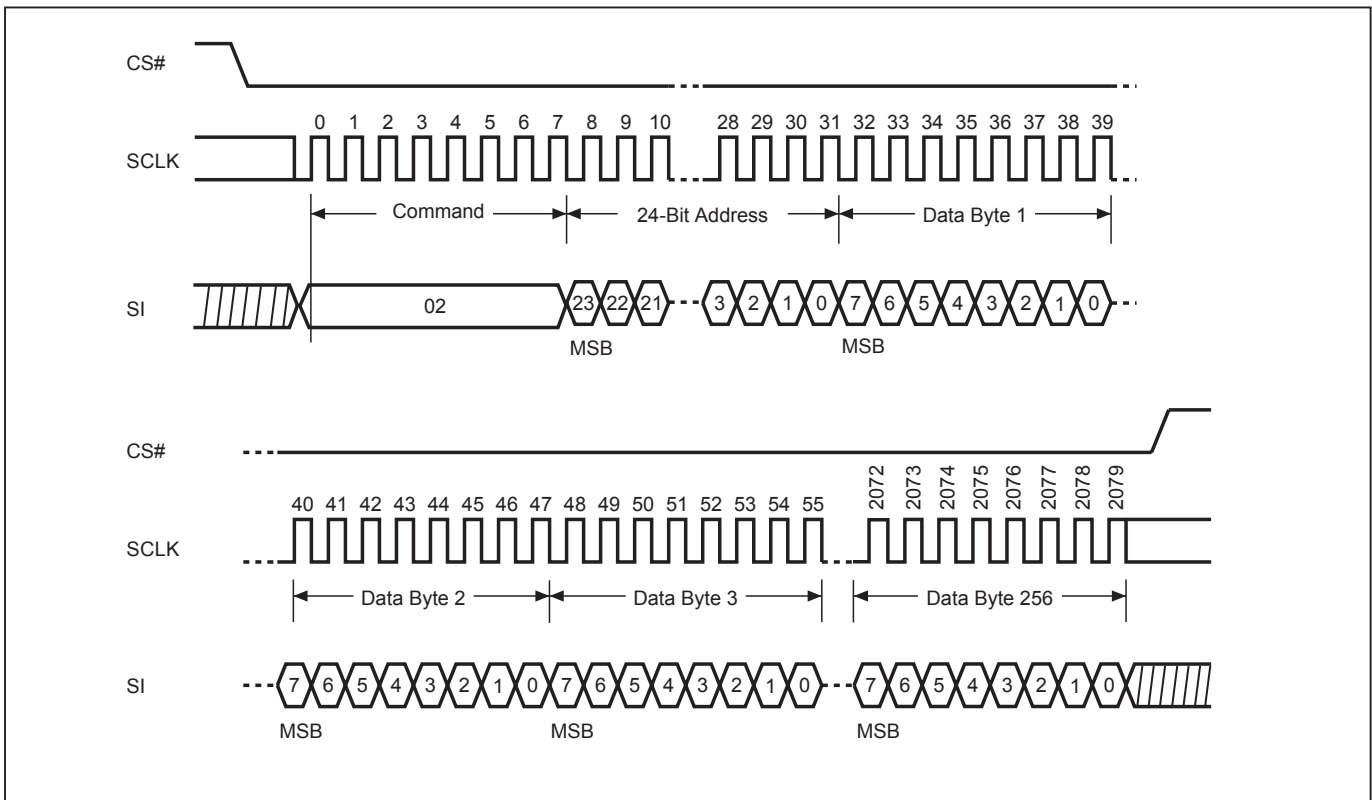 CS#
0 1 2 3 4 5 6 7 8 9 10 28 29 30 31 32 33 34 35 36 37 38 39
SCLK
Command 24-Bit Address Data Byte 1
SI 02 23 22 21 3 2 1 0 7 6 5 4 3 2 1 0
MSB MSB
CS#
40 41 42 43 44 45 46 47 48 49 50 51 52 53 54 55 2072 2073 2074 2075 2076 2077 2078 2079
SCLK
Data Byte 2 Data Byte 3 Data Byte 256
SI 7 6 5 4 3 2 1 0 7 6 5 4 3 2 1 0 7 6 5 4 3 2 1 0
MSB MSB MSB